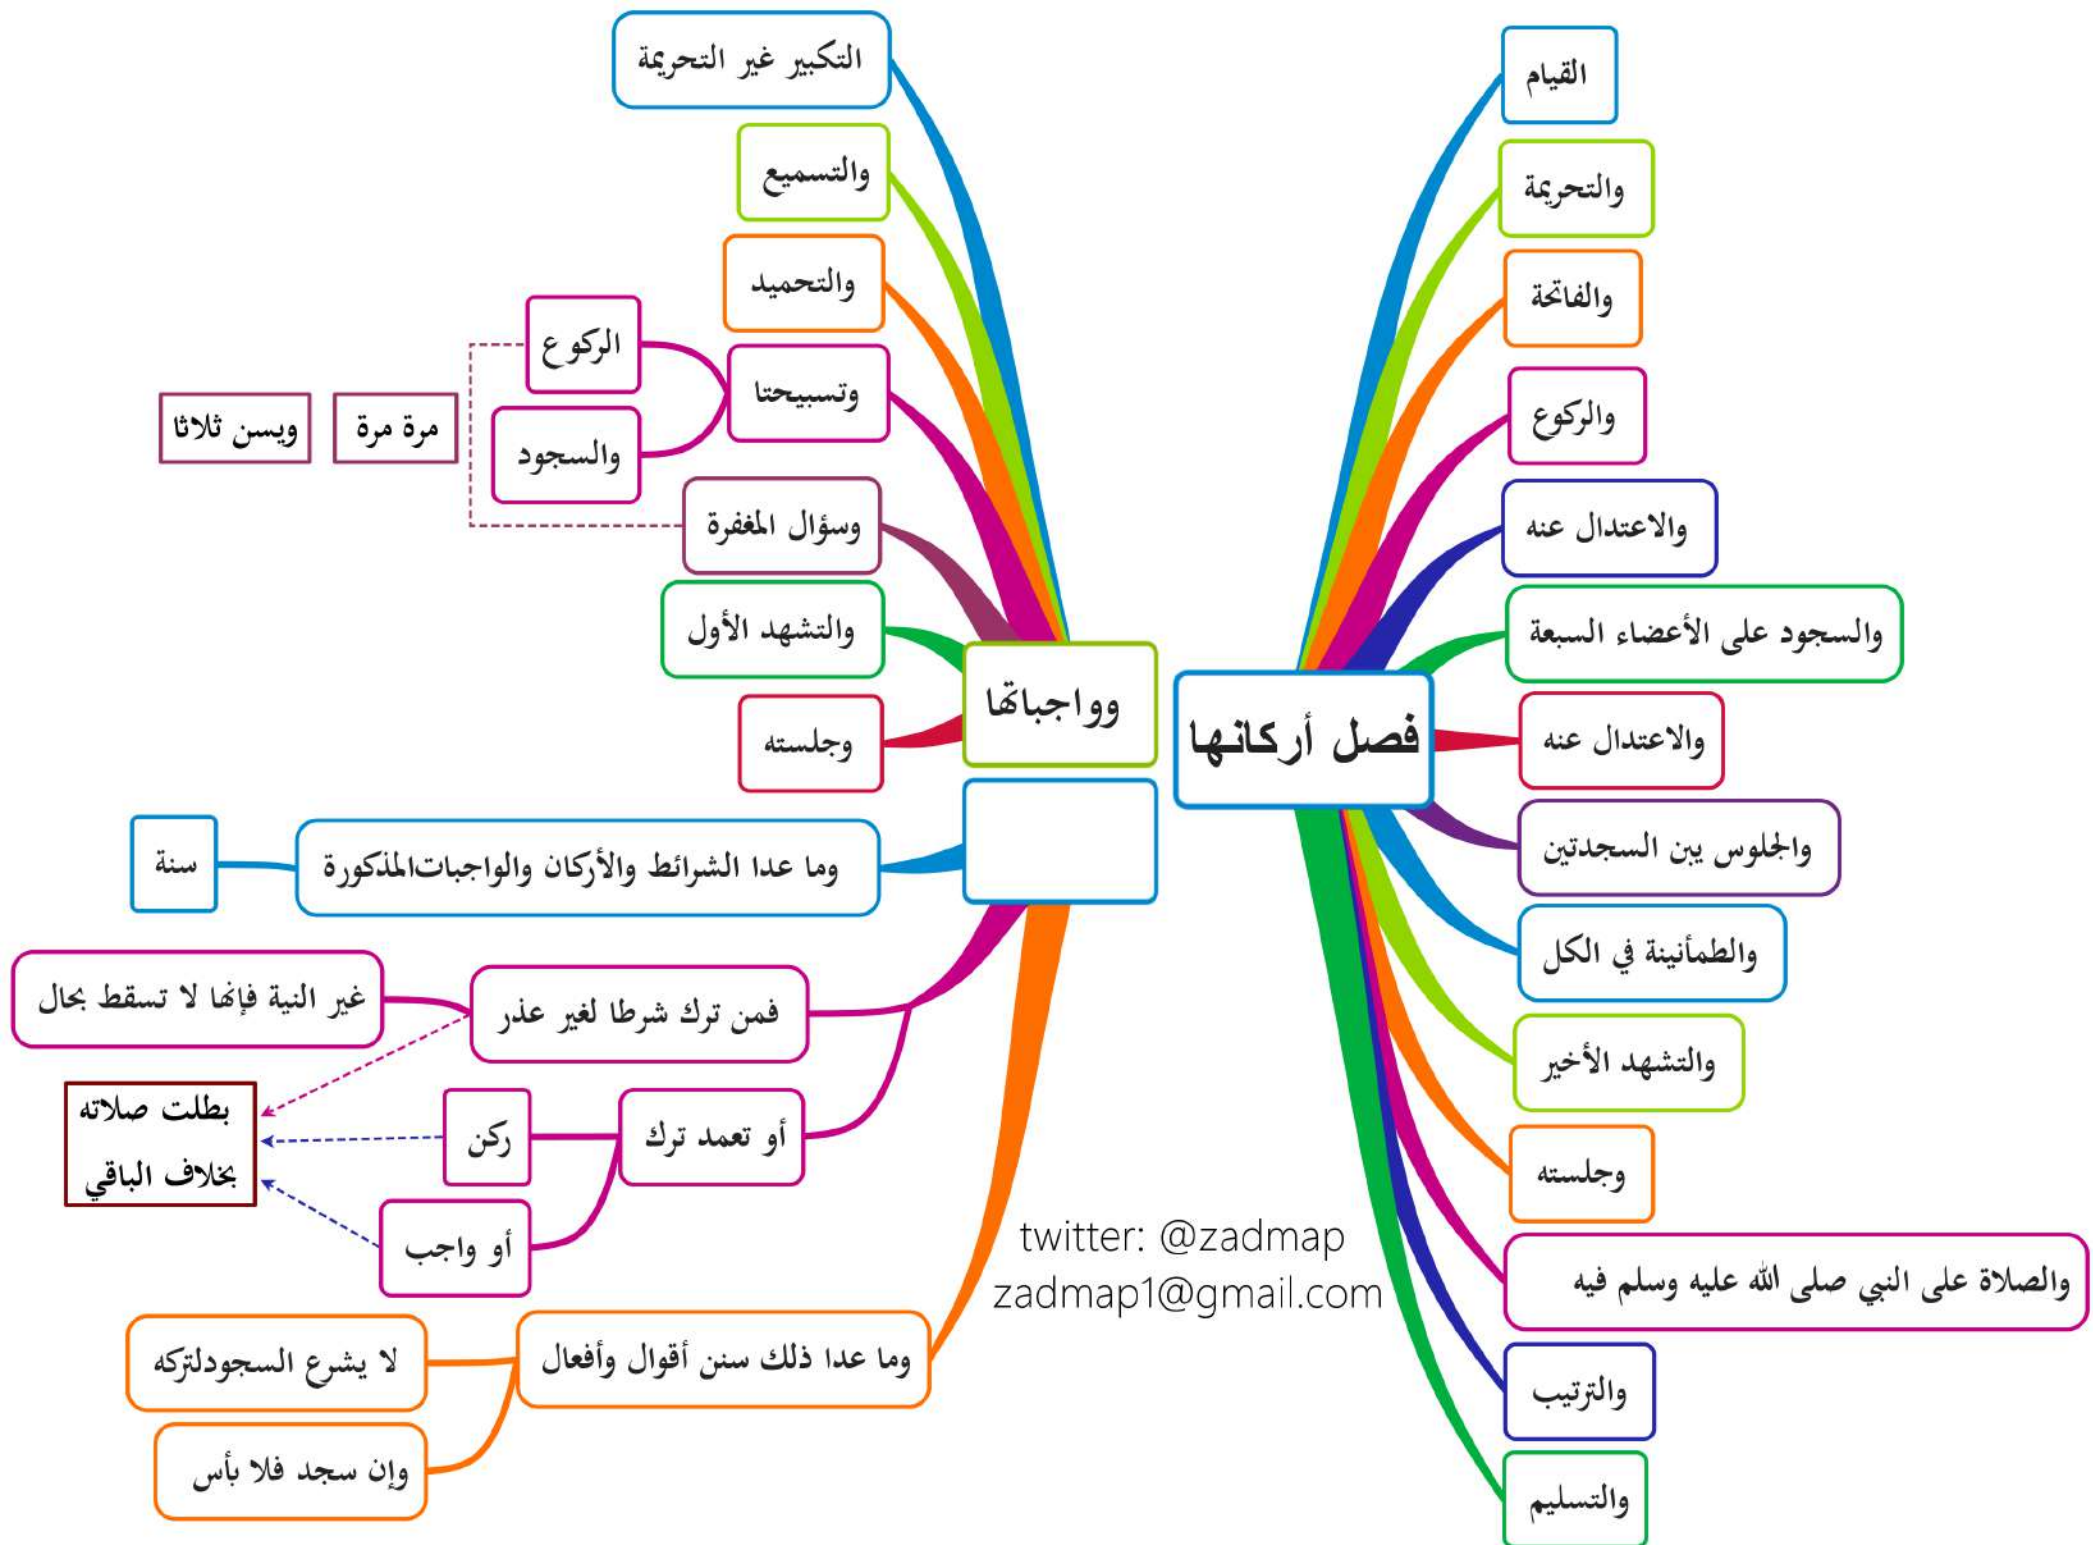 فصل أركانها
القيام
والتحريمة
والفاتحة
والركوع
والاعتدال عنه
والسجود على الأعضاء السبعة
والاعتدال عنه
والجلوس بين السجدتين
والطمأنينة في الكل
والتشهد الأخير
وجلسته
والصلاة على النبي صلى الله عليه وسلم فيه
والترتيب
والتسليم
وواجباتها
التكبير غير التحريمة
والتسميع
والتحميد
وتسبيحتا
الركوع
والسجود
وسؤال المغفرة
مرة مرة
ويسن ثلاثا
والتشهد الأول
وجلسته
وما عدا الشرائط والأركان والواجبات المذكورة
سنة
فمن ترك شرطا لغير عذر
غير النية فإنها لا تسقط بحال
أو تعمد ترك
ركن
أو واجب
بطلت صلاته
بخلاف الباقي
وما عدا ذلك سنن أقوال وأفعال
لا يشرع السجودلتركه
وإن سجد فلا بأس
twitter: @zadmap
zadmap1@gmail.com